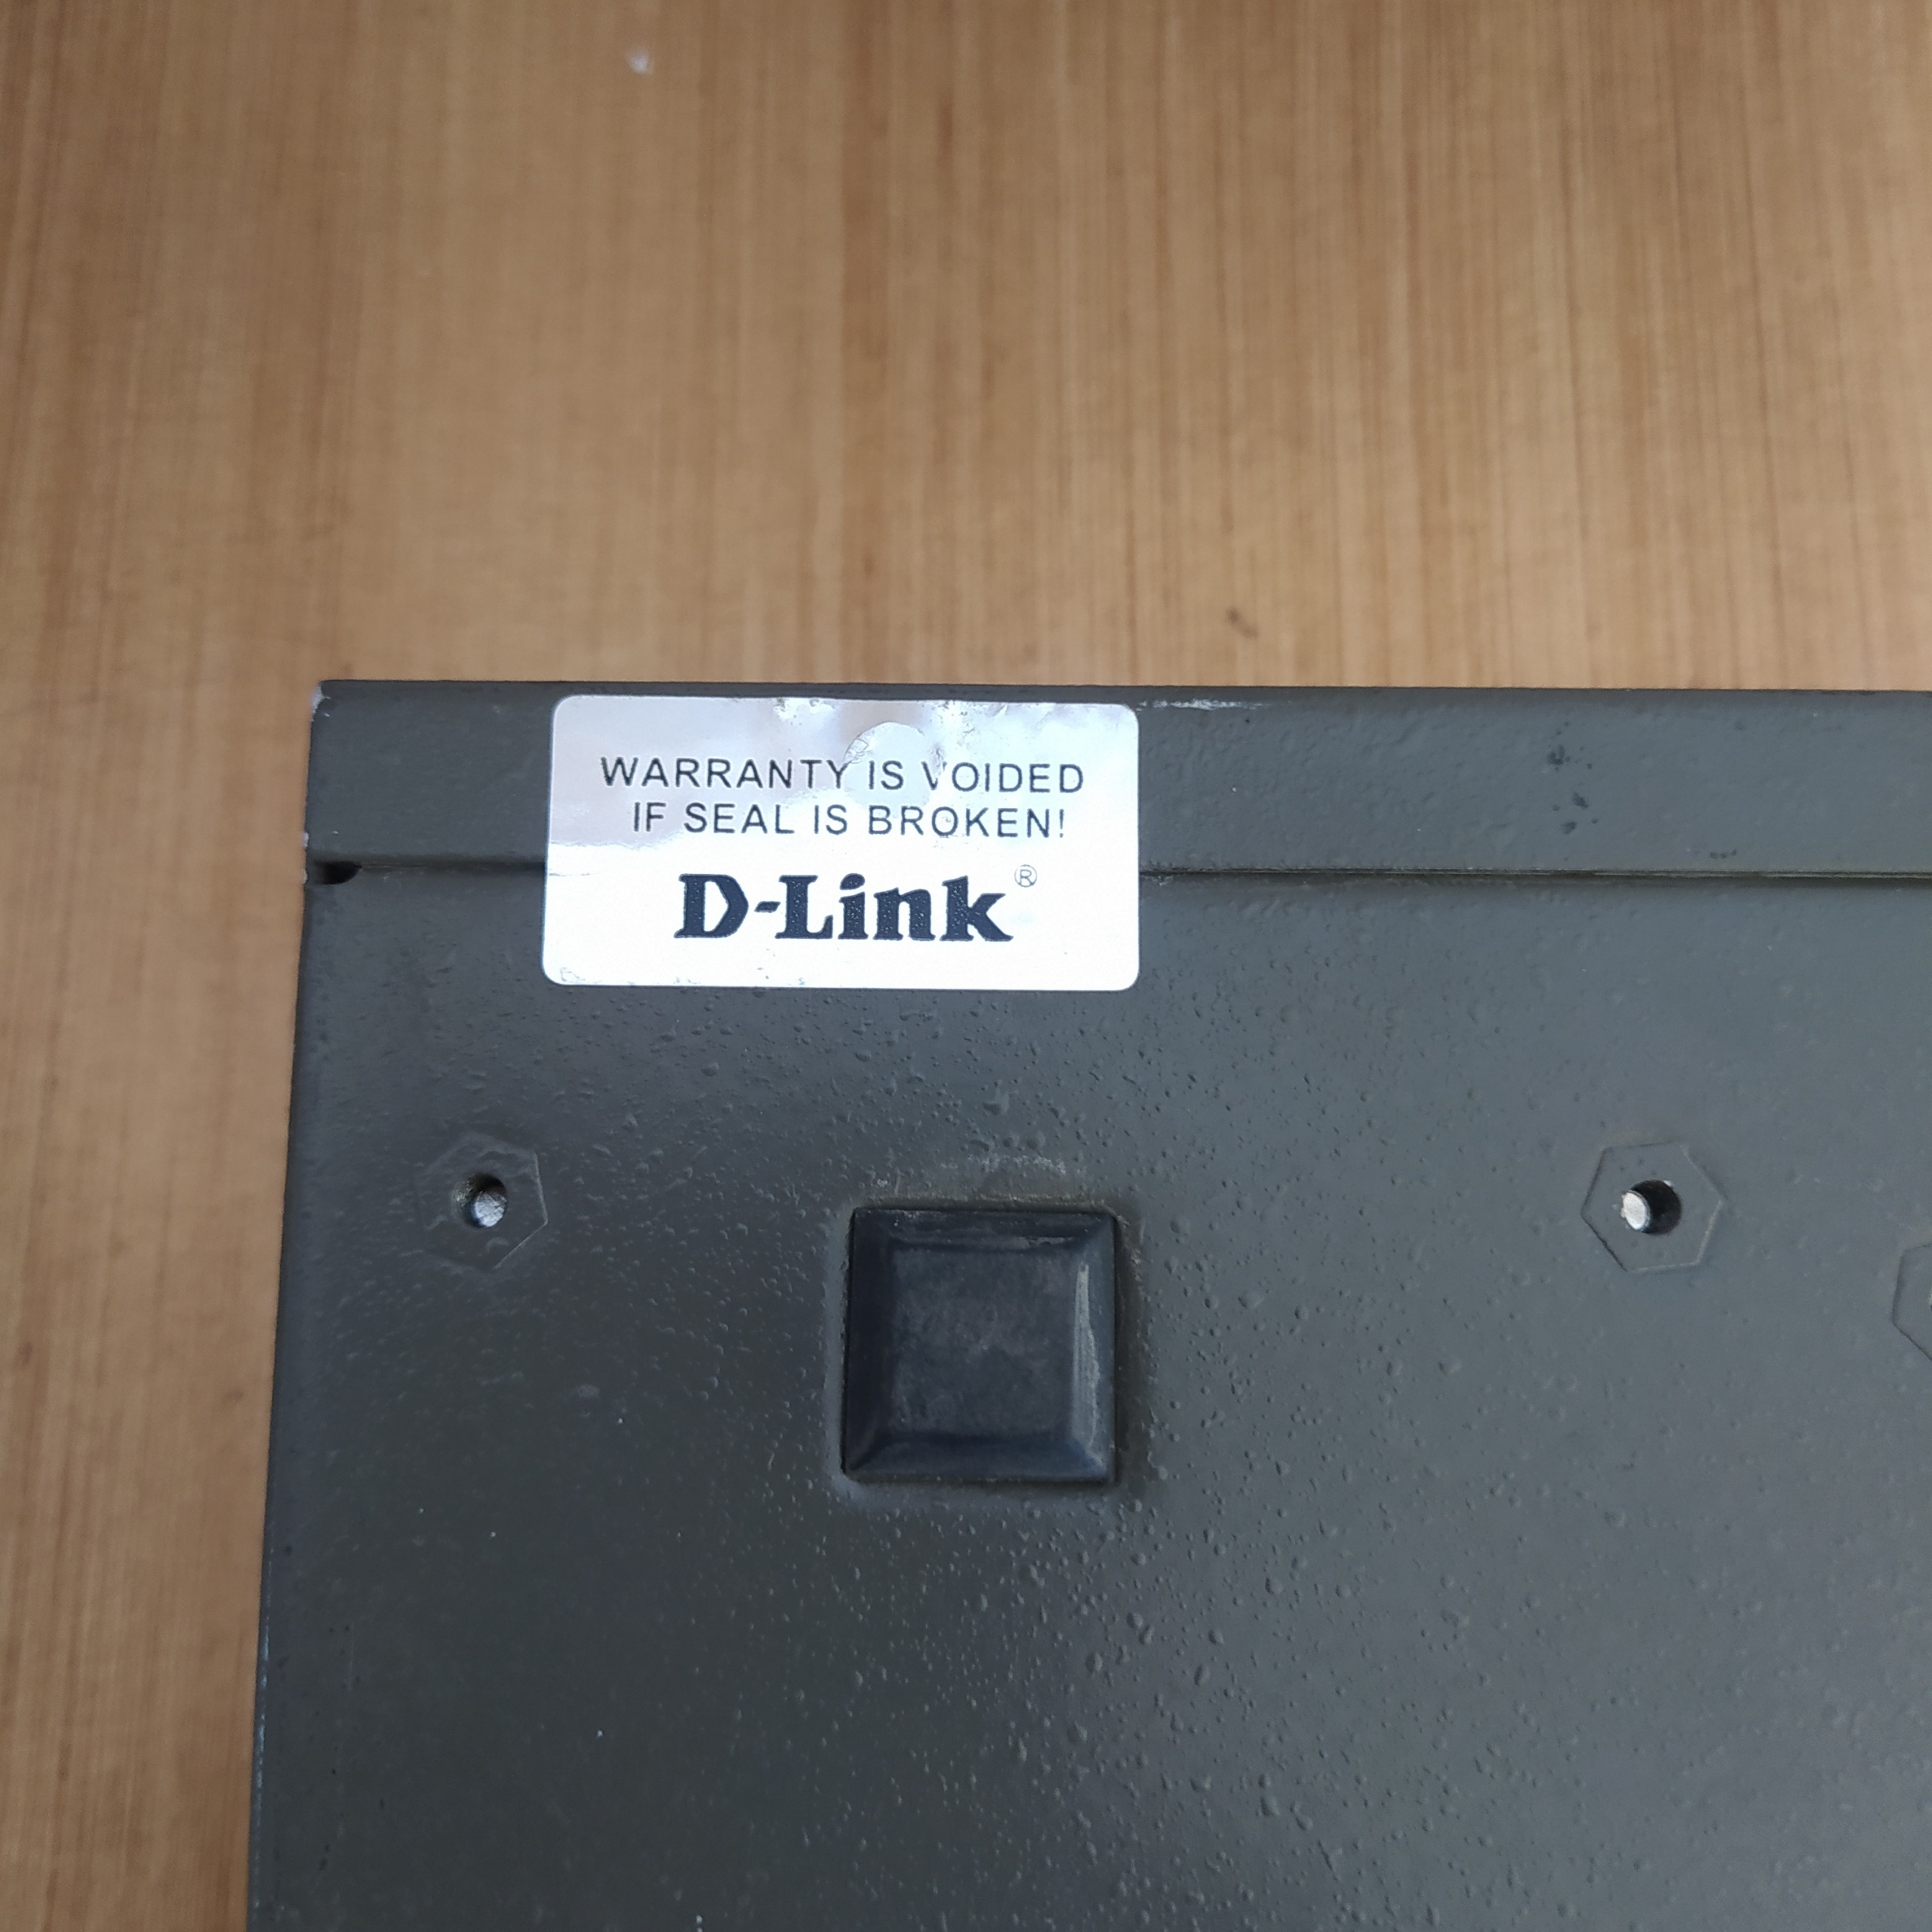 WARRANTY IS VOIDED
IF SEAL IS BROKEN!
D-Link®